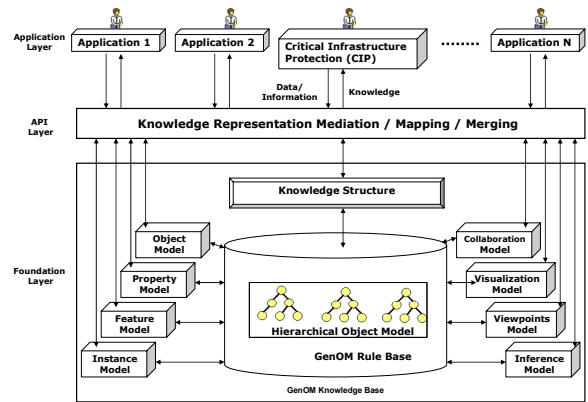 Application
Layer
Application 1
Application 2
Critical Infrastructure
Protection (CIP)
........
Application N
Data/
Information
Knowledge
API
Layer
Knowledge Representation Mediation / Mapping / Merging
Knowledge Structure
Foundation
Layer
Object
Model
Property
Model
Feature
Model
Instance
Model
Hierarchical Object Model
GenOM Rule Base
Collaboration
Model
Visualization
Model
Viewpoints
Model
Inference
Model
GenOM Knowledge Base